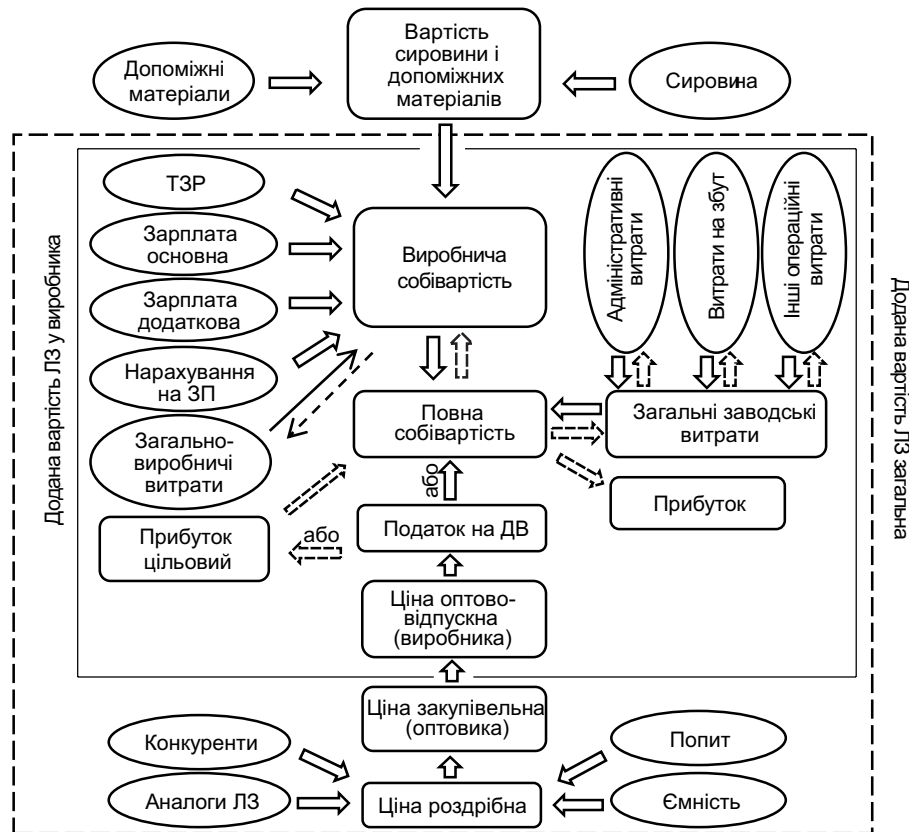 Вартість
сировини і
допоміжних
матеріалів
Допоміжні
матеріали
Сировина
Додана вартість ЛЗ у виробника
Додана вартість ЛЗ загальна
ТЗР
Зарплата
основна
Зарплата
додаткова
Нарахування
на ЗП
Загально-
виробничі
витрати
Виробнича
собівартість
Адміністративні
витрати
Витрати на збут
Інші операційні
витрати
Повна
собівартість
Загальні заводські
витрати
Прибуток
або
Податок на ДВ
або
Прибуток
цільовий
Ціна оптово-
відпускна
(виробника)
Ціна закупівельна
(оптовика)
Конкуренти
Попит
Аналоги ЛЗ
Ціна роздрібна
Ємність